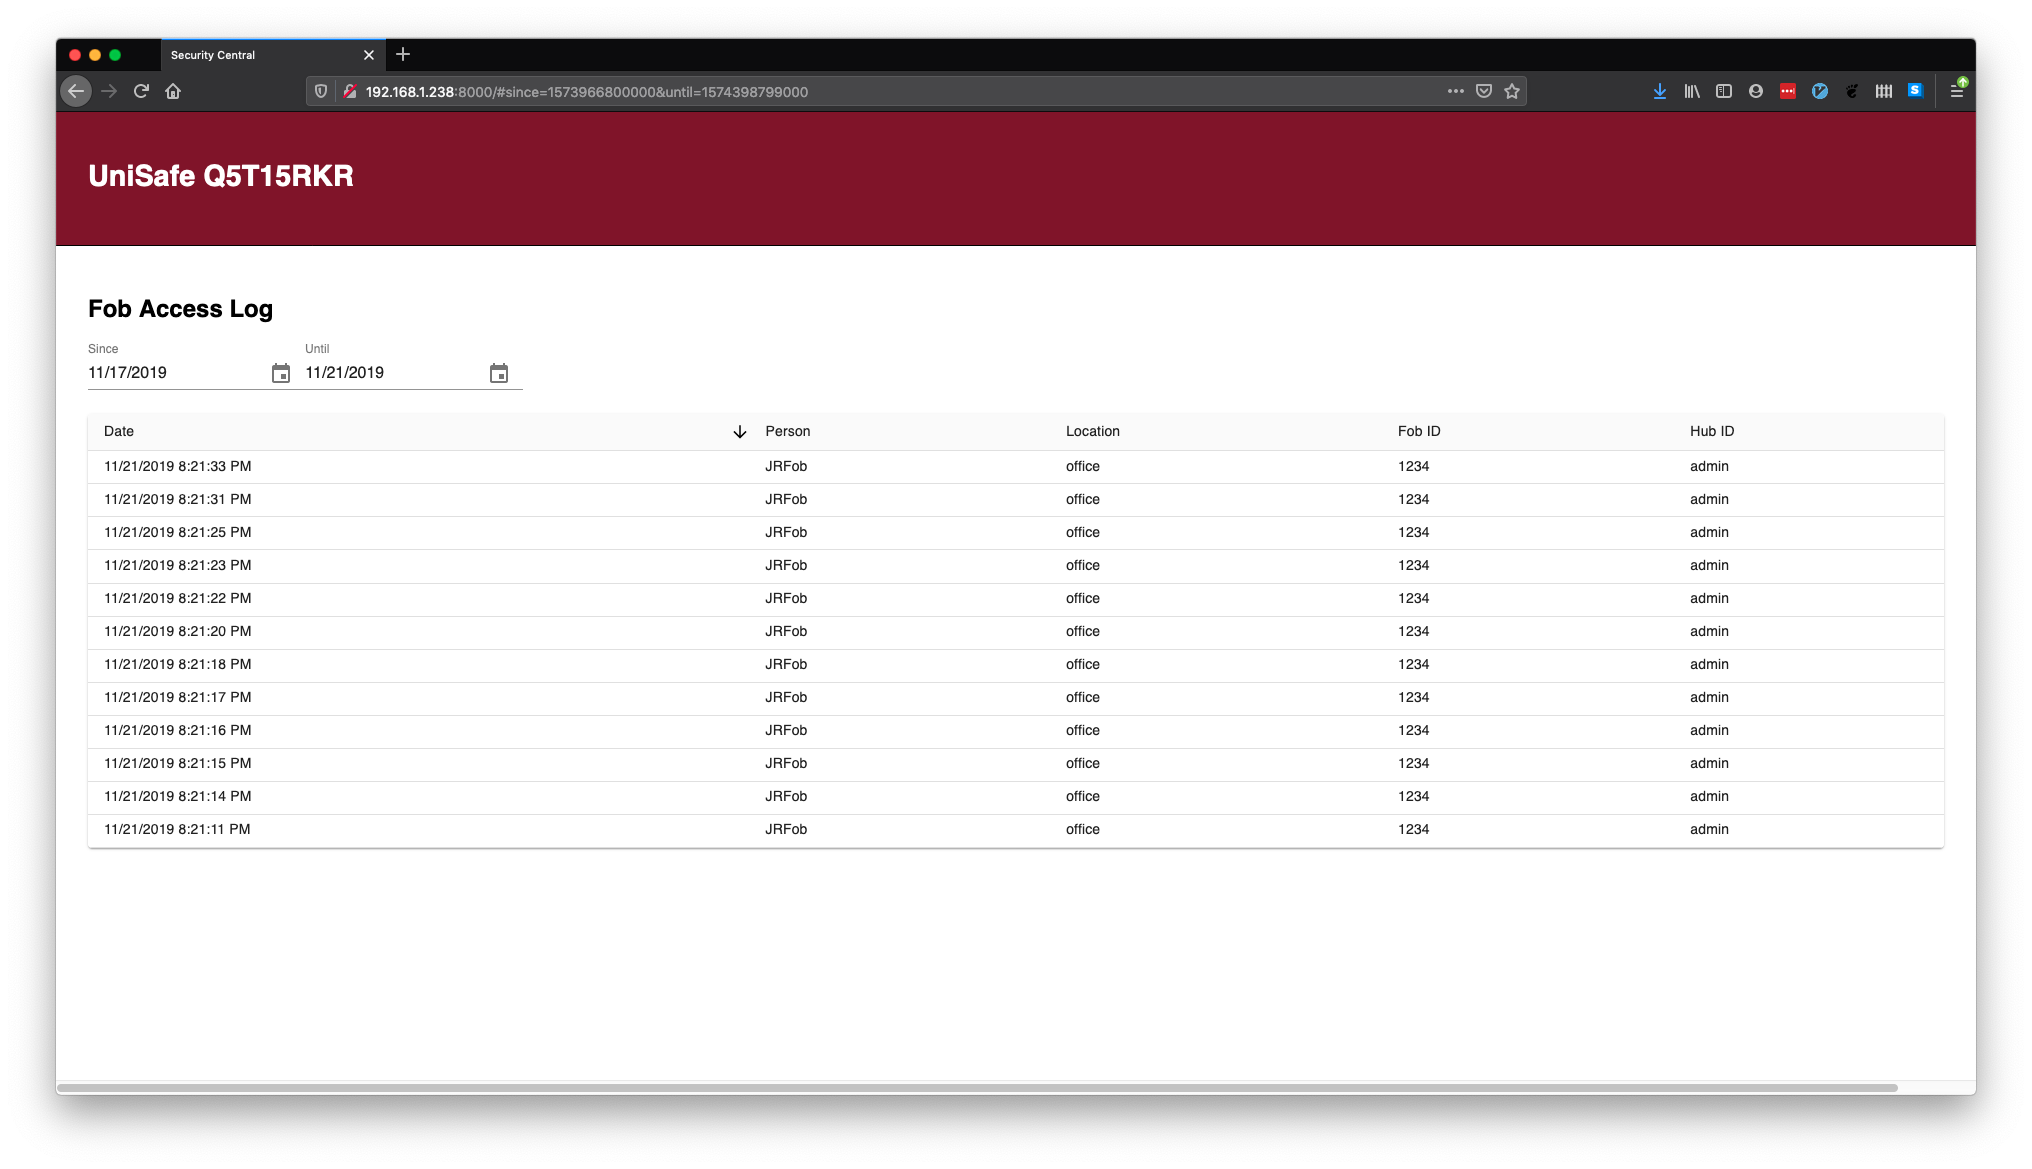 Security Central
192.168.1.238:8000/#since=1573966800000&until=1574398799000
UniSafe Q5T15RKR
Fob Access Log
Since Until
11/17/2019 11/21/2019
Date Person Location Fob ID Hub ID
11/21/2019 8:21:33 PM JRFob office 1234 admin
11/21/2019 8:21:31 PM JRFob office 1234 admin
11/21/2019 8:21:25 PM JRFob office 1234 admin
11/21/2019 8:21:23 PM JRFob office 1234 admin
11/21/2019 8:21:22 PM JRFob office 1234 admin
11/21/2019 8:21:20 PM JRFob office 1234 admin
11/21/2019 8:21:18 PM JRFob office 1234 admin
11/21/2019 8:21:17 PM JRFob office 1234 admin
11/21/2019 8:21:16 PM JRFob office 1234 admin
11/21/2019 8:21:15 PM JRFob office 1234 admin
11/21/2019 8:21:14 PM JRFob office 1234 admin
11/21/2019 8:21:11 PM JRFob office 1234 admin